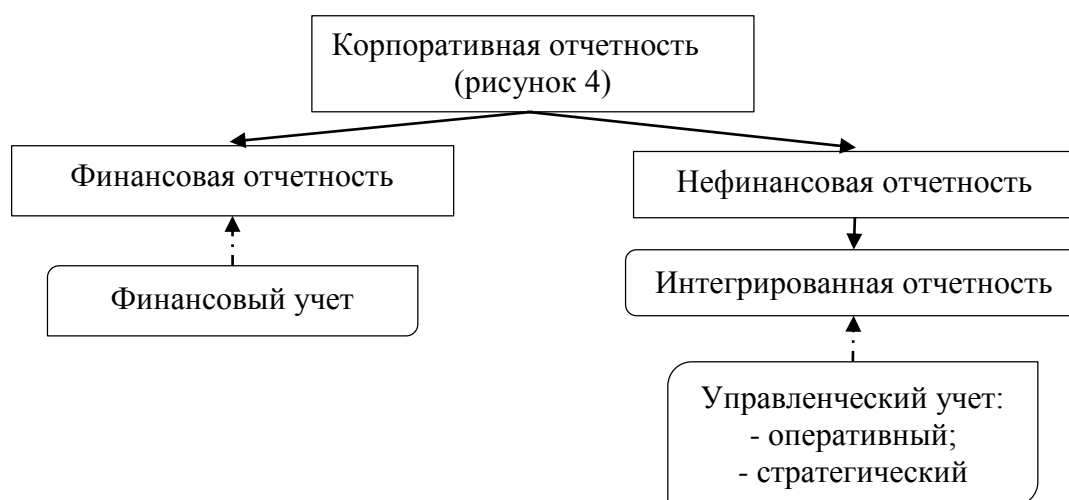 Корпоративная отчетность
(рисунок 4)
Финансовая отчетность
Нефинансовая отчетность
Финансовый учет
Интегрированная отчетность
Управленческий учет:
- оперативный;
- стратегический